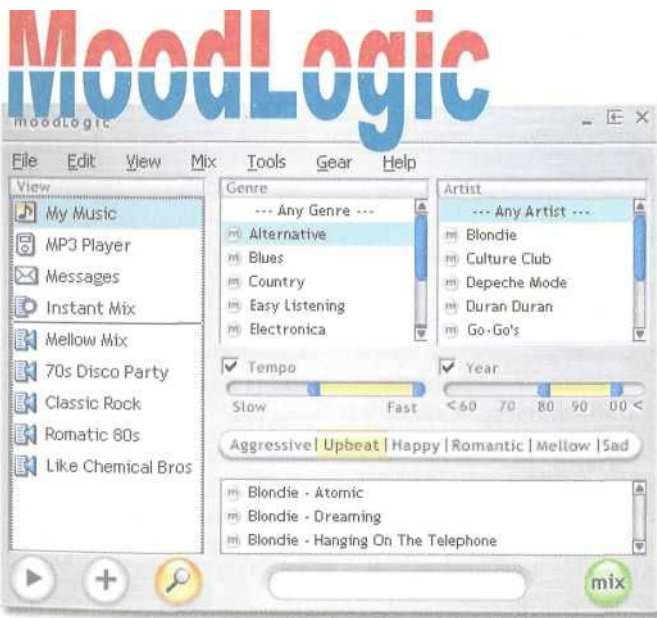 MoodLogic
moodLogic
File Edit View Mix Tools Gear Help
View
My Music
MP3 Player
Messages
Instant Mix
Mellow Mix
70s Disco Party
Classic Rock
Romatic 80s
Like Chemical Bros
Genre
--- Any Genre ---
Alternative
Blues
Country
Easy Listening
Electronica
Artist
--- Any Artist ---
Blondie
Culture Club
Depeche Mode
Duran Duran
Go-Go's
Tempo
Slow Fast
Year
<60 70 80 90 00<
Aggressive| Upbeat |Happy |Romantic |Mellow |Sad
m Blondie - Atomic
m Blondie - Dreaming
m Blondie - Hanging On The Telephone
mix